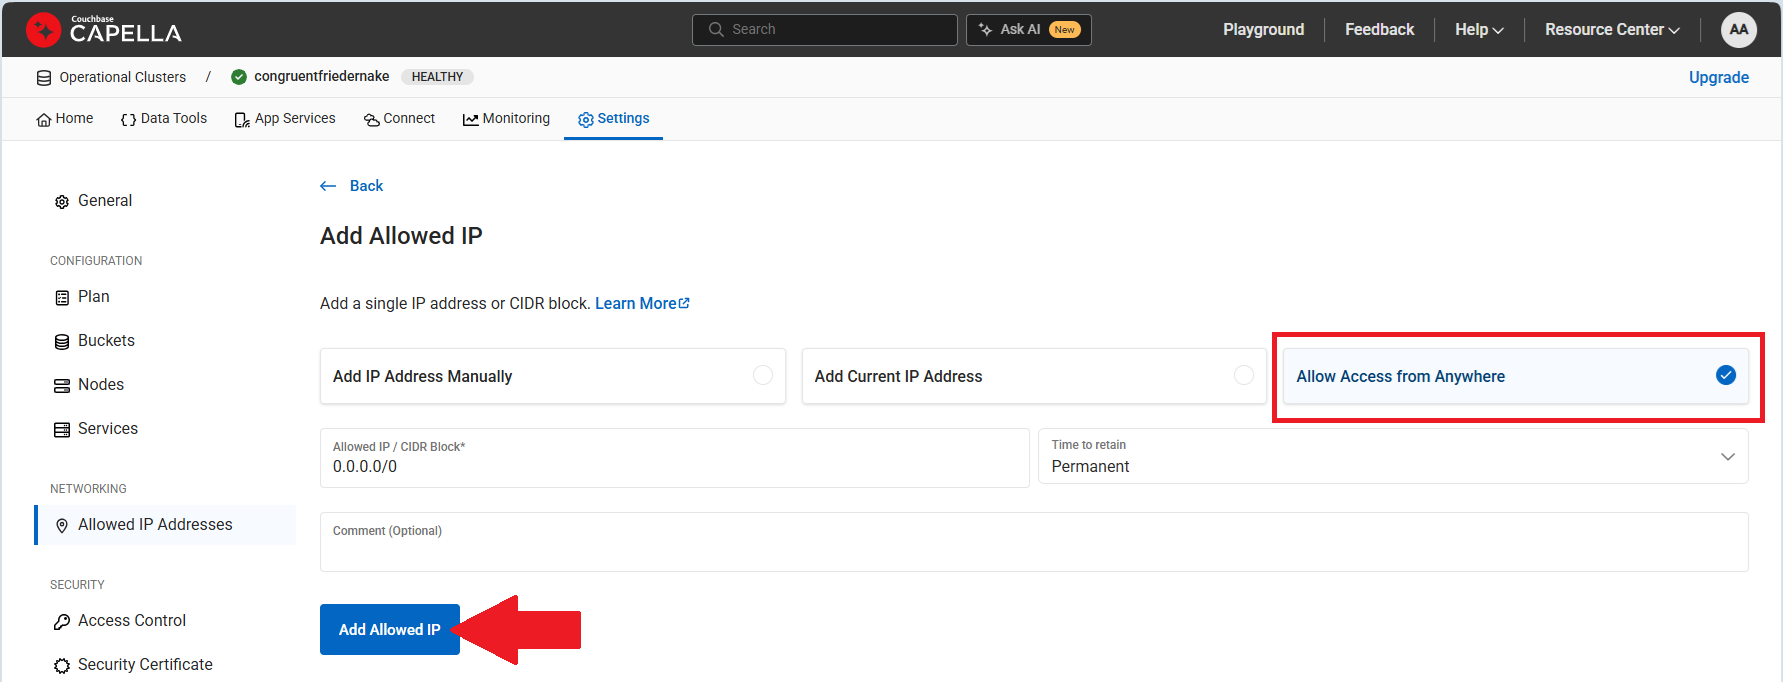 Couchbase
CAPELLA
Search
Ask AI New
Playground
Feedback
Help
Resource Center
AA
Operational Clusters / congruentfriedernake HEALTHY
Upgrade
Home
Data Tools
App Services
Connect
Monitoring
Settings
General
CONFIGURATION
Plan
Buckets
Nodes
Services
NETWORKING
Allowed IP Addresses
SECURITY
Access Control
Security Certificate
Back
Add Allowed IP
Add a single IP address or CIDR block. Learn More
Add IP Address Manually
Add Current IP Address
Allow Access from Anywhere
Allowed IP / CIDR Block*
0.0.0.0/0
Time to retain
Permanent
Comment (Optional)
Add Allowed IP